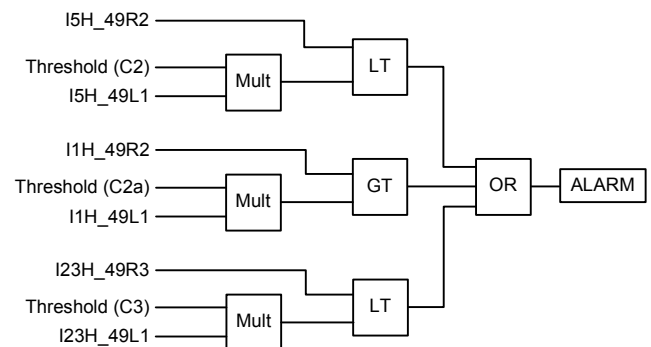 I5H_49R2
Threshold (C2)
I5H_49L1
Mult
LT
I1H_49R2
Threshold (C2a)
I1H_49L1
Mult
GT
OR
ALARM
I23H_49R3
Threshold (C3)
I23H_49L1
Mult
LT